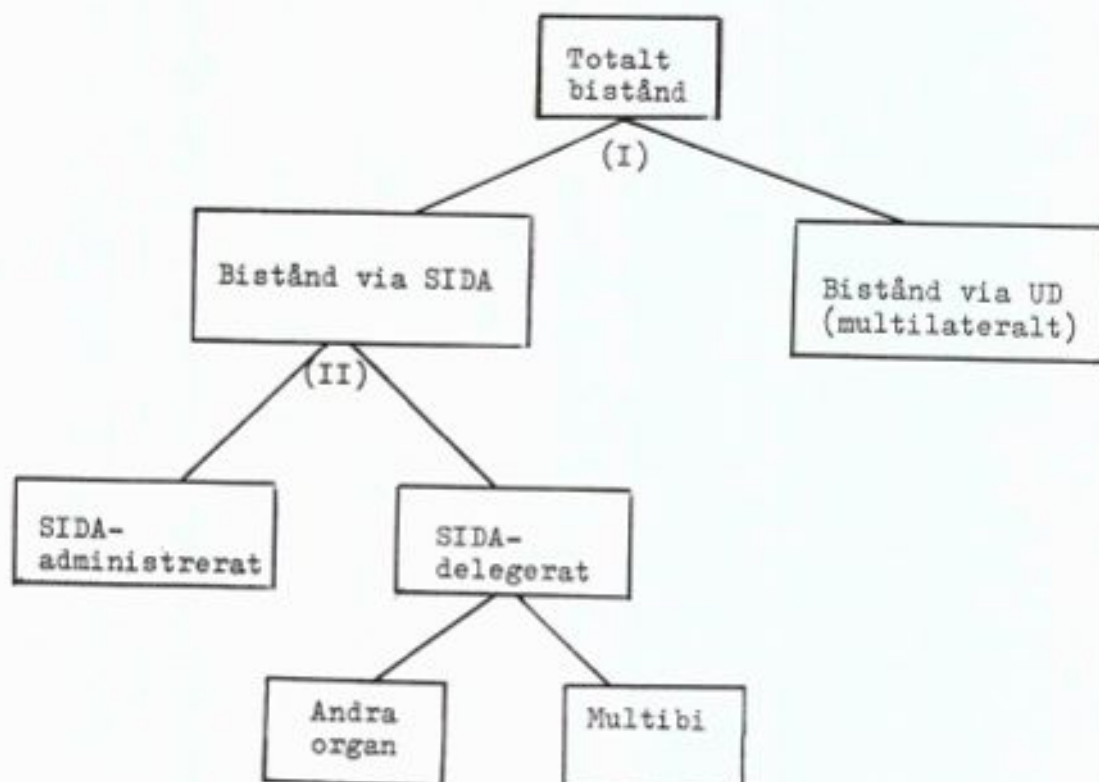 Totalt
bistånd
(I)
Bistånd via SIDA
Bistånd via UD
(multilateralt)
(II)
SIDA-
administrerat
SIDA-
delegerat
Andra
organ
Multibi